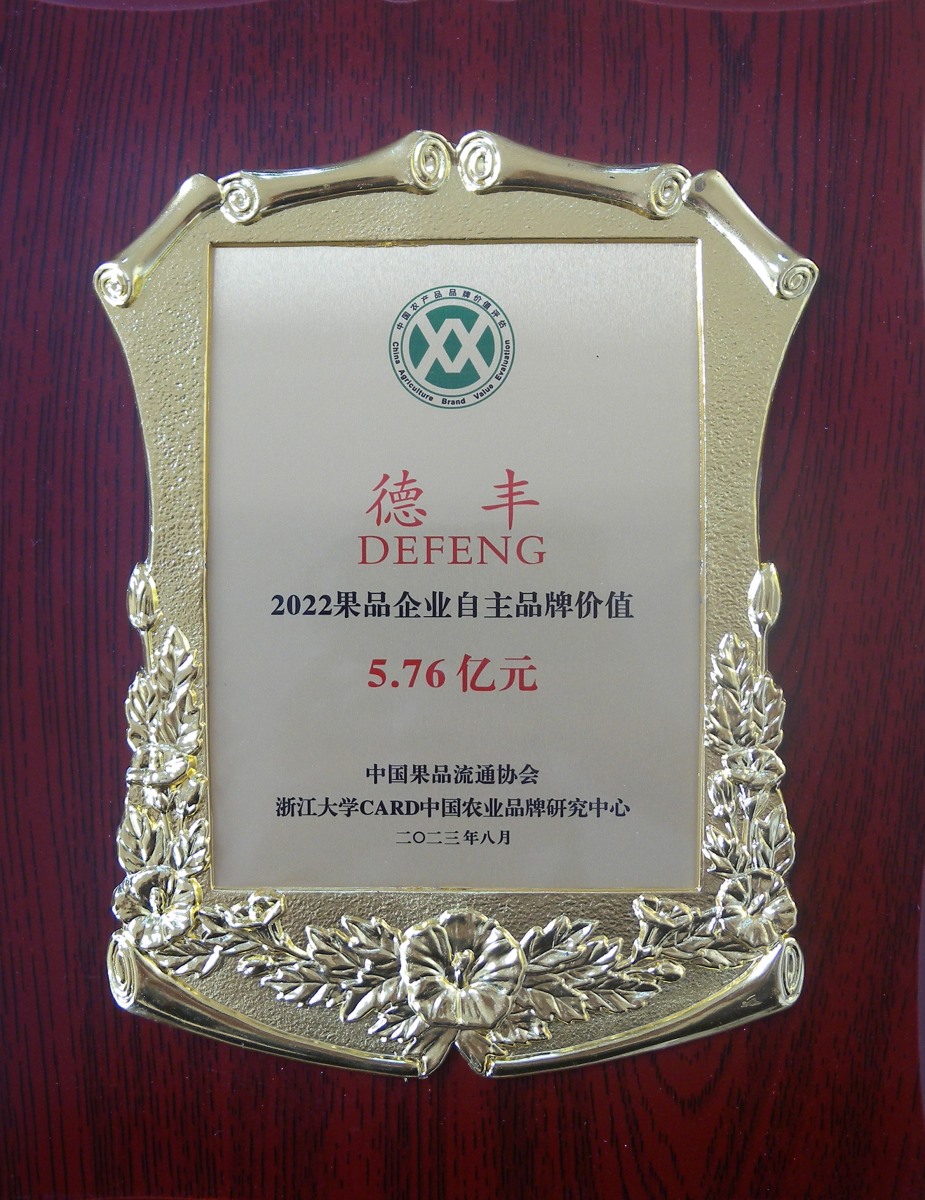 中国农产品品牌价值评估
China Agriculture Brand Value Evaluation
德 丰
DEFENG
2022果品企业自主品牌价值
5.76 亿元
中国果品流通协会
浙江大学CARD中国农业品牌研究中心
二〇二三年八月